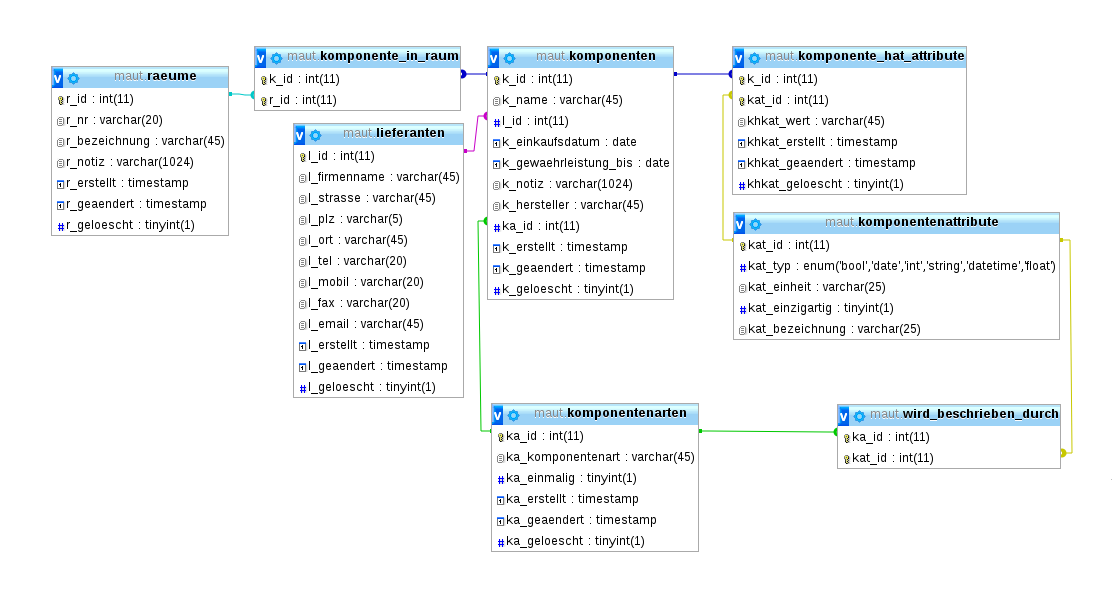 maut raeume
r_id : int(11)
r_nr : varchar(20)
r_bezeichnung : varchar(45)
r_notiz : varchar(1024)
r_erstellt : timestamp
r_geaendert : timestamp
r_geloescht : tinyint(1)
maut komponente_in_raum
k_id : int(11)
r_id : int(11)
maut lieferanten
l_id : int(11)
l_firmenname : varchar(45)
l_strasse : varchar(45)
l_plz : varchar(5)
l_ort : varchar(45)
l_tel : varchar(20)
l_mobil : varchar(20)
l_fax : varchar(20)
l_email : varchar(45)
l_erstellt : timestamp
l_geaendert : timestamp
l_geloescht : tinyint(1)
maut komponenten
k_id : int(11)
k_name : varchar(45)
l_id : int(11)
k_einkaufsdatum : date
k_gewaehrleistung_bis : date
k_notiz : varchar(1024)
k_hersteller : varchar(45)
ka_id : int(11)
k_erstellt : timestamp
k_geaendert : timestamp
k_geloescht : tinyint(1)
maut komponente_hat_attribute
k_id : int(11)
kat_id : int(11)
khkat_wert : varchar(45)
khkat_erstellt : timestamp
khkat_geaendert : timestamp
khkat_geloescht : tinyint(1)
maut komponentenattribute
kat_id : int(11)
kat_typ : enum('bool','date','int','string','datetime','float')
kat_einheit : varchar(25)
kat_einzigartig : tinyint(1)
kat_bezeichnung : varchar(25)
maut komponentenarten
ka_id : int(11)
ka_komponentenart : varchar(45)
ka_einmalig : tinyint(1)
ka_erstellt : timestamp
ka_geaendert : timestamp
ka_geloescht : tinyint(1)
maut wird_beschrieben_durch
ka_id : int(11)
kat_id : int(11)